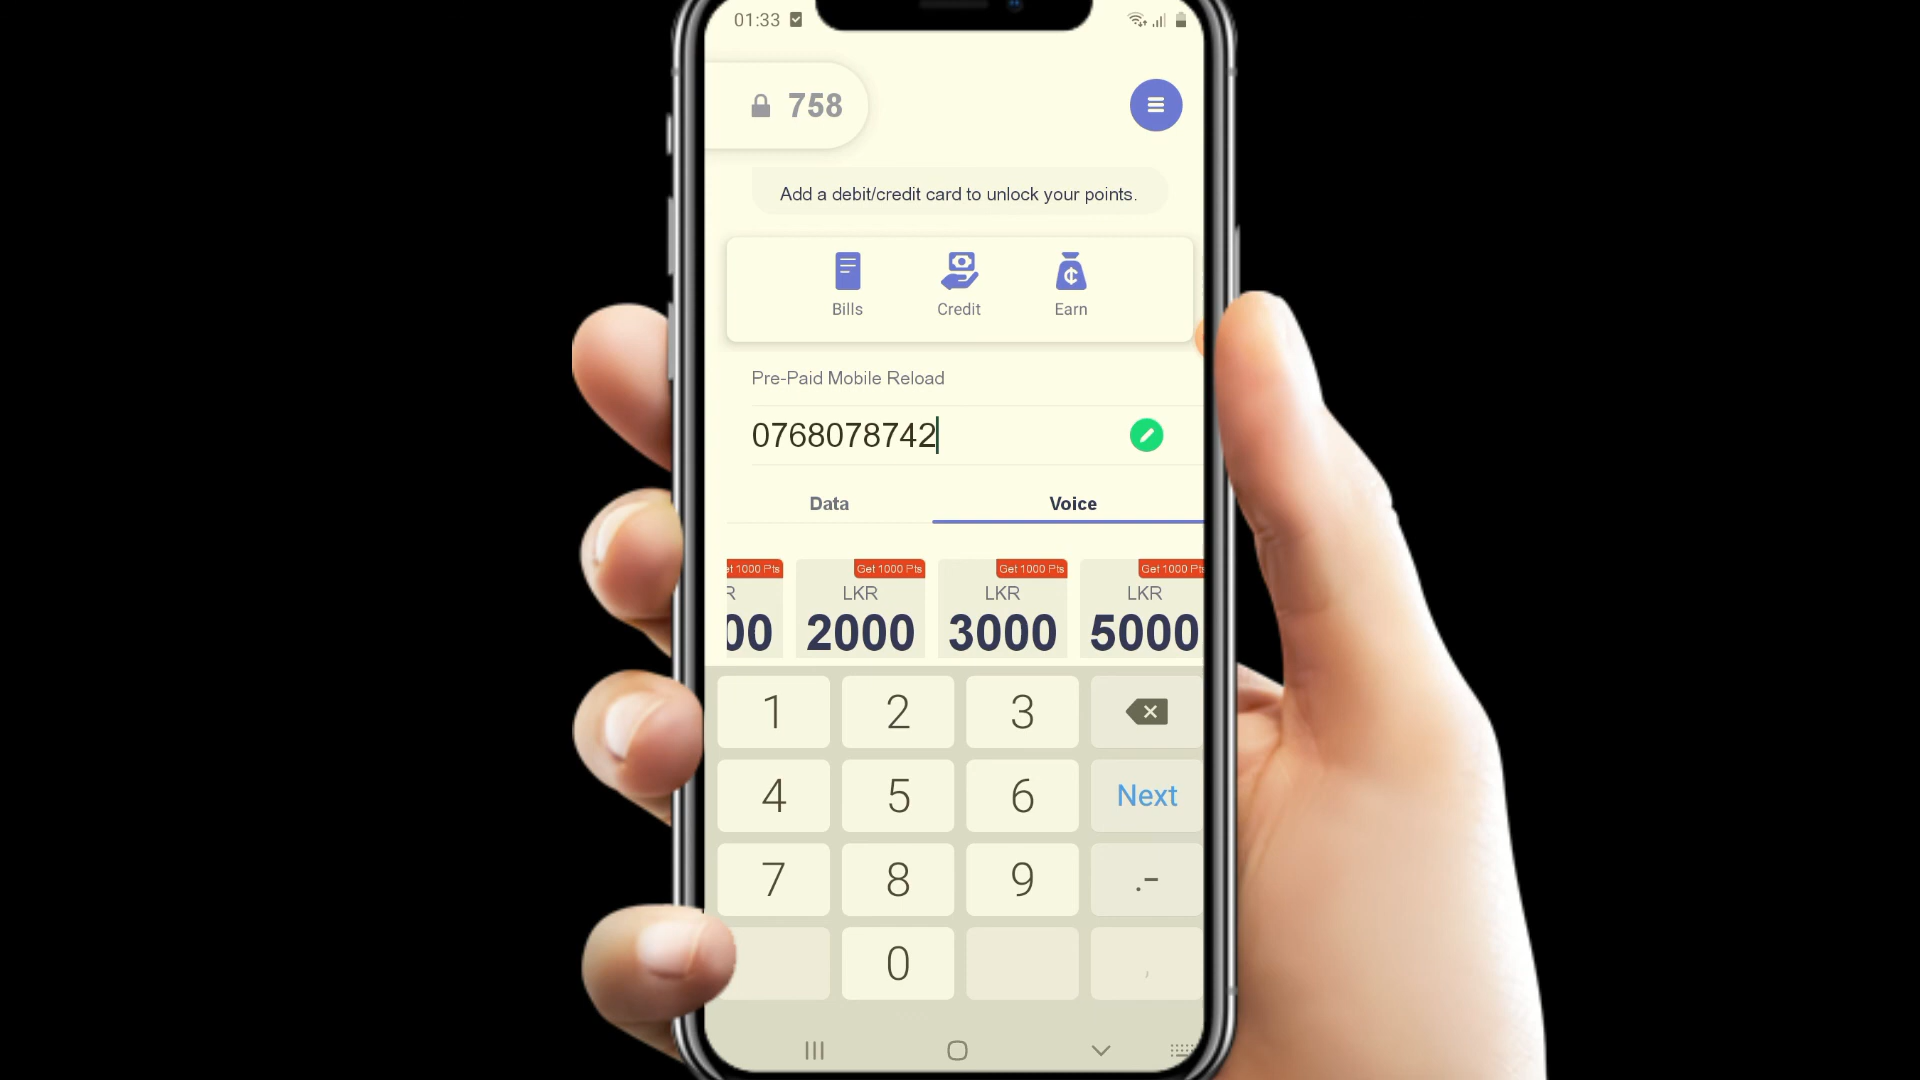 01:33
758
Add a debit/credit card to unlock your points.
Bills Credit Earn
Pre-Paid Mobile Reload
0768078742
Data Voice
et 1000 Pts Get 1000 Pts Get 1000 Pts Get 1000 Pts
R LKR LKR LKR
00 2000 3000 5000
1 2 3
4 5 6 Next
7 8 9 .-
0 ,